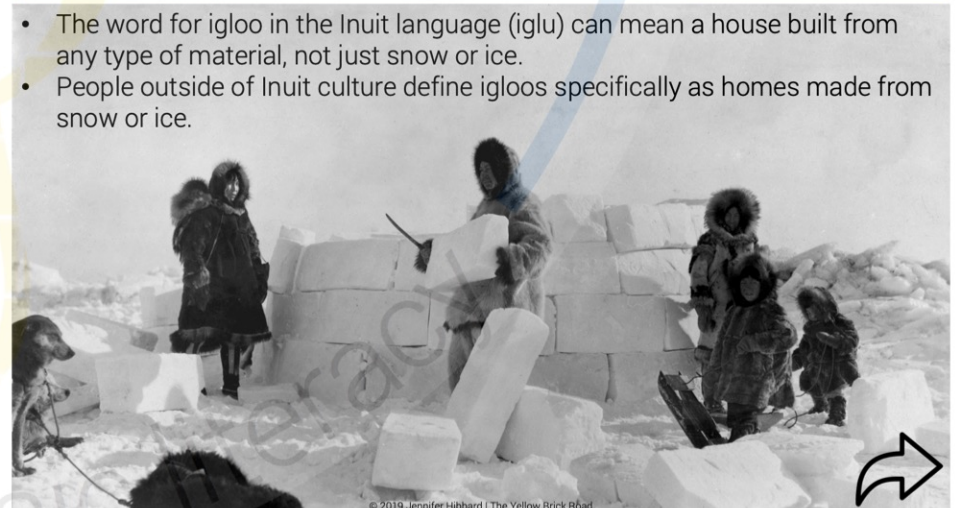 • The word for igloo in the Inuit language (iglu) can mean a house built from
any type of material, not just snow or ice.
• People outside of Inuit culture define igloos specifically as homes made from
snow or ice.
© 2019 Jennifer Hibbard | The Yellow Brick Road